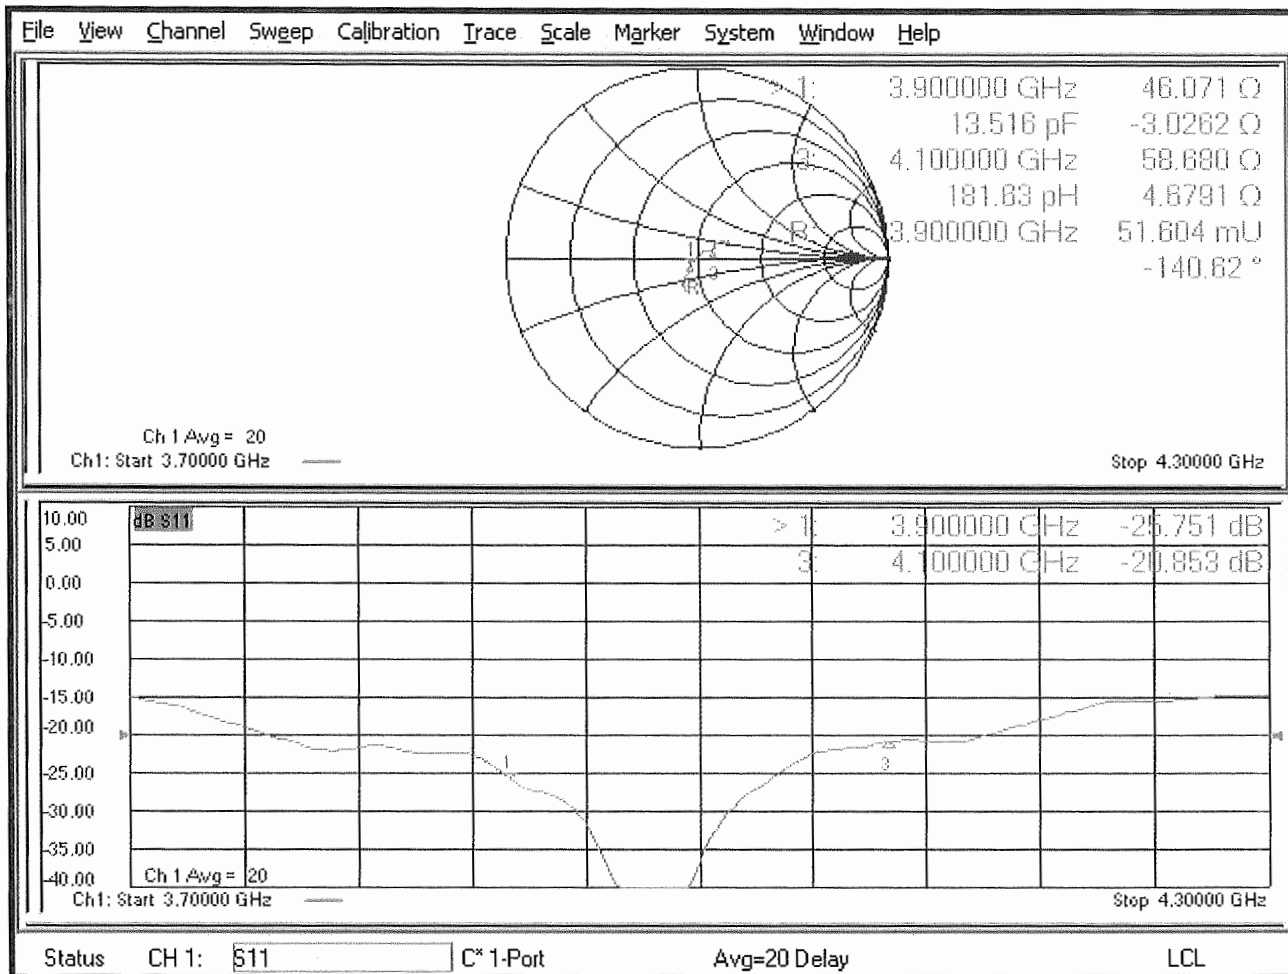 File View Channel Sweep Calibration Trace Scale Marker System Window Help
> 1: 3.900000 GHz 46.071 Ω
13.516 pF -3.0262 Ω
3: 4.100000 GHz 58.680 Ω
181.63 pH 4.6791 Ω
R: 3.900000 GHz 51.604 mU
-140.62 °
1
3
R
Ch 1 Avg = 20
Ch1: Start 3.70000 GHz
Stop 4.30000 GHz
dB S11
> 1: 3.900000 GHz -25.751 dB
3: 4.100000 GHz -20.853 dB
10.00
5.00
0.00
-5.00
-10.00
-15.00
-20.00
-25.00
-30.00
-35.00
-40.00
1
3
Ch 1 Avg = 20
Ch1: Start 3.70000 GHz
Stop 4.30000 GHz
Status CH 1: S11 C* 1-Port Avg=20 Delay LCL